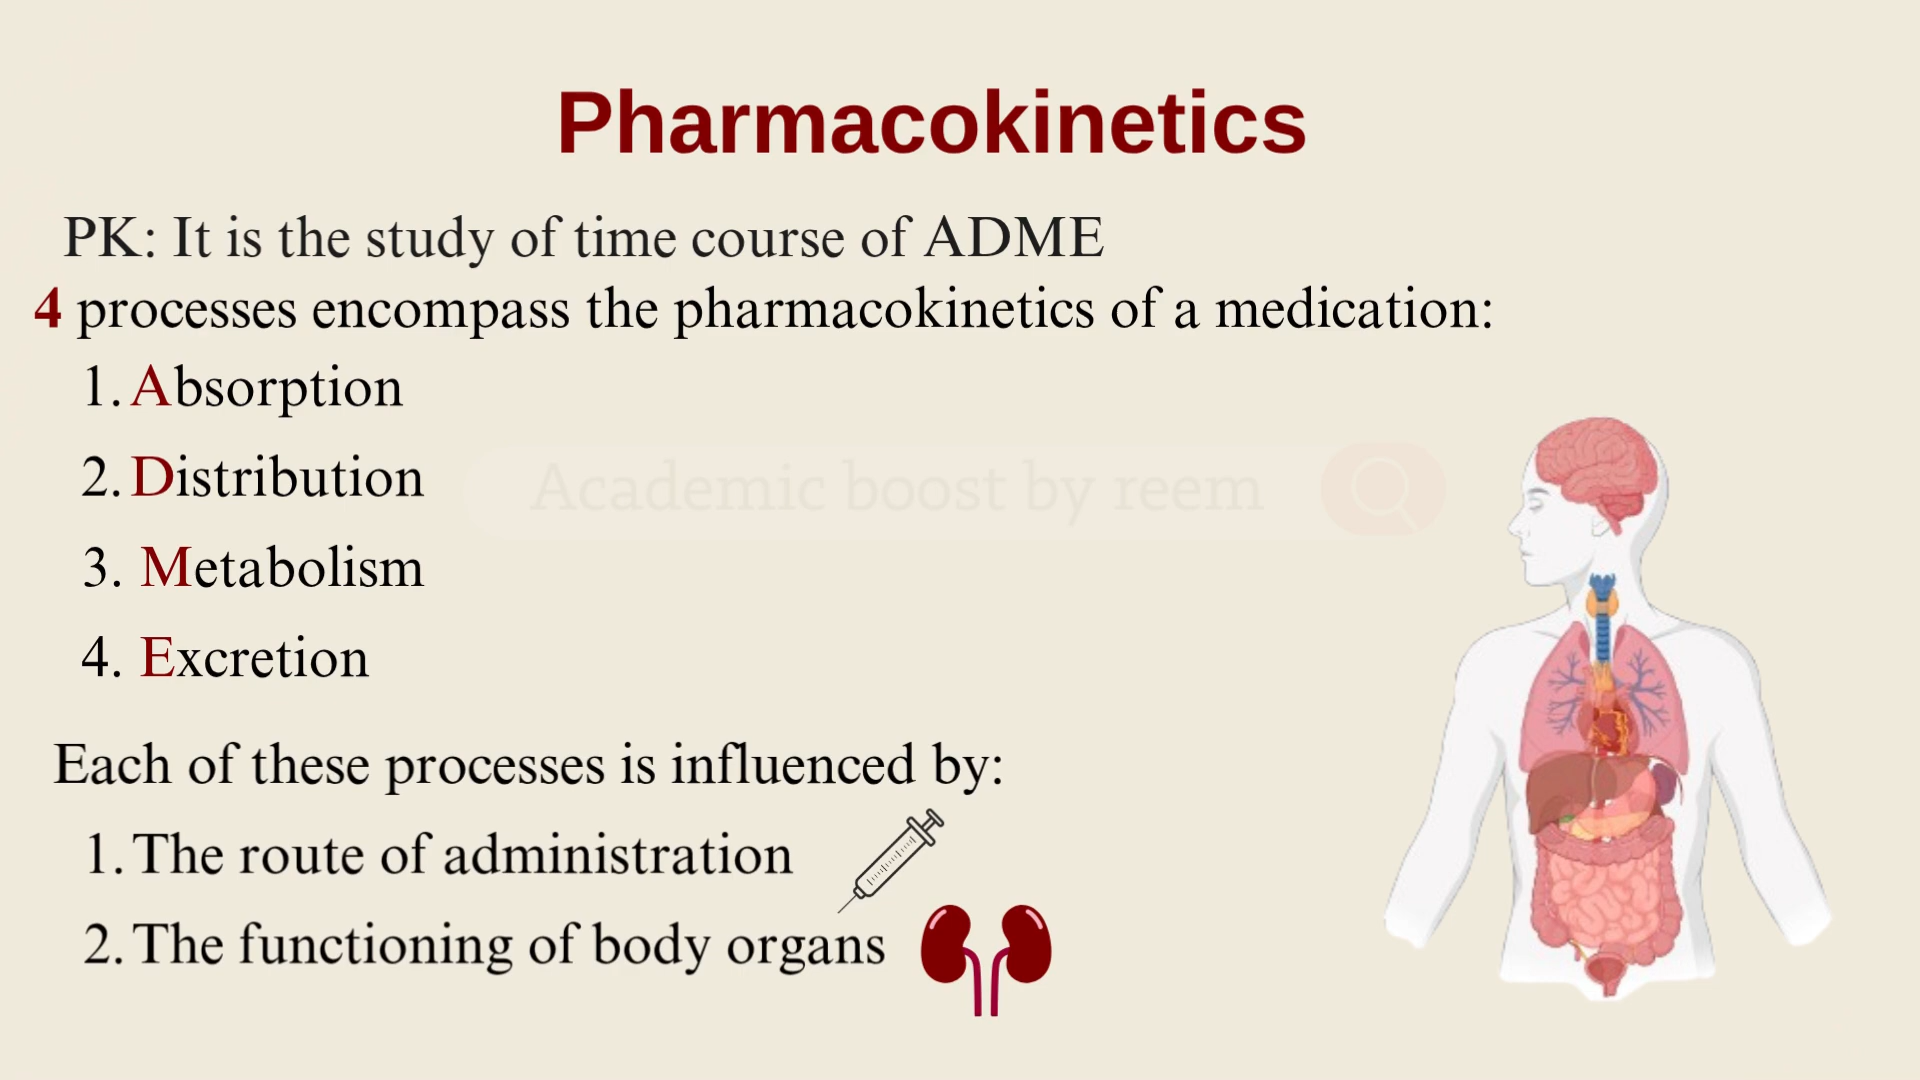 Pharmacokinetics
PK: It is the study of time course of ADME
4 processes encompass the pharmacokinetics of a medication:
1. Absorption
2. Distribution
Academic boost by reem
3. Metabolism
4. Excretion
Each of these processes is influenced by:
1. The route of administration
2. The functioning of body organs